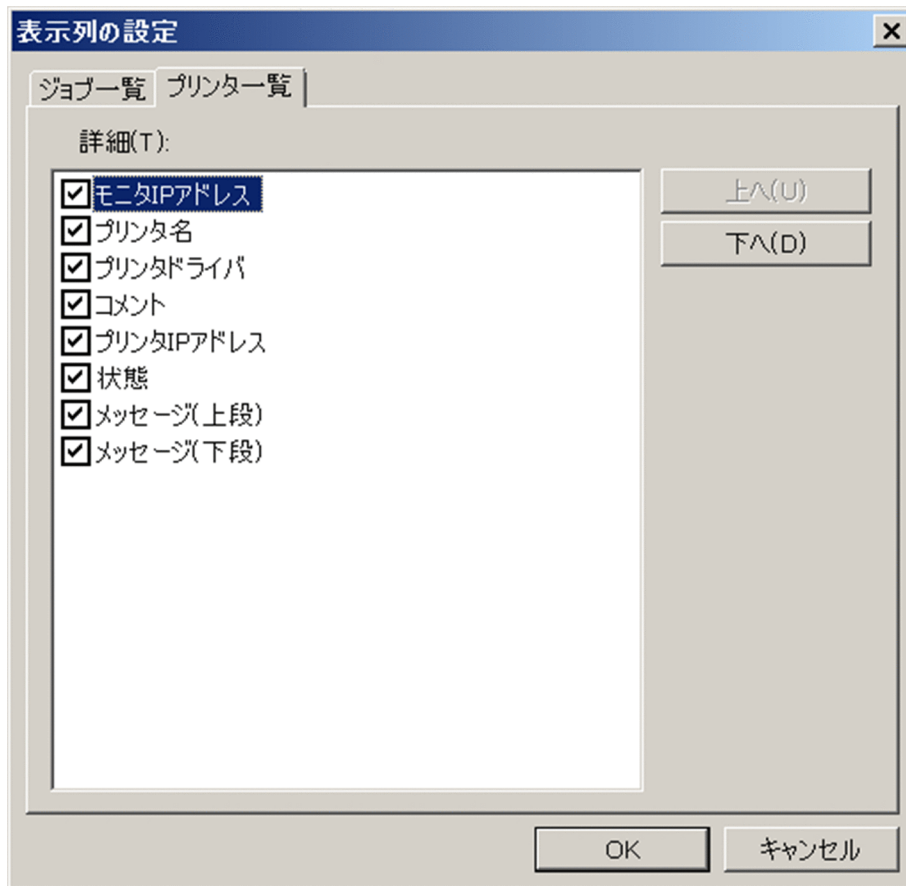 表示列の設定
ジョブ一覧 プリンタ一覧
詳細(T):
モニタIPアドレス
プリンタ名
プリンタドライバ
コメント
プリンタIPアドレス
状態
メッセージ(上段)
メッセージ(下段)
上へ(U)
下へ(D)
OK キャンセル